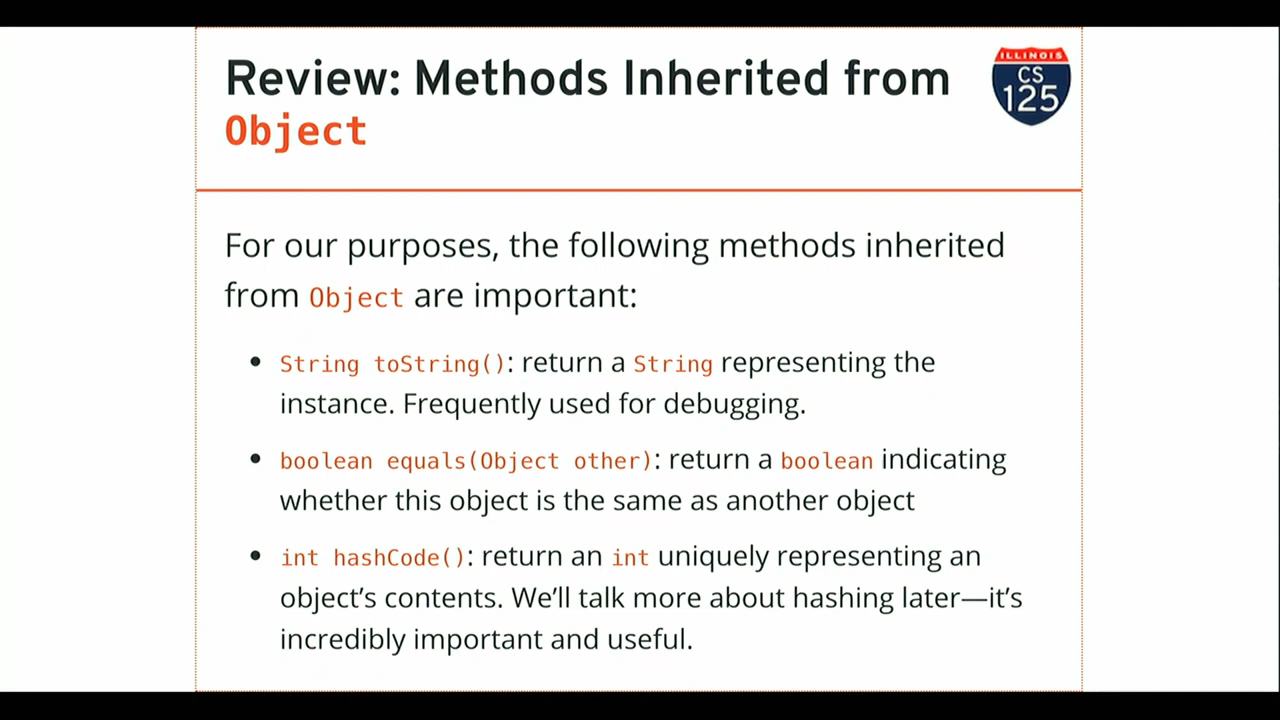 Review: Methods Inherited from
Object
ILLINOIS
CS
125
For our purposes, the following methods inherited
from Object are important:
• String toString(): return a String representing the
instance. Frequently used for debugging.
• boolean equals(Object other): return a boolean indicating
whether this object is the same as another object
• int hashCode(): return an int uniquely representing an
object’s contents. We’ll talk more about hashing later—it’s
incredibly important and useful.